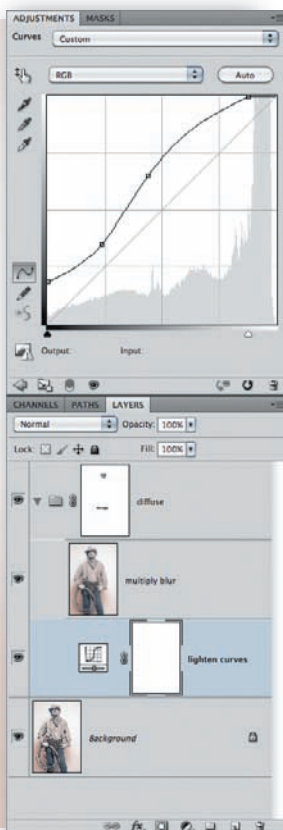 ADJUSTMENTS MASKS
Curves Custom
RGB Auto
Output: Input:
CHANNELS PATHS LAYERS
Normal Opacity: 100%
Lock: Fill: 100%
diffuse
multiply blur
lighten curves
Background
fx.